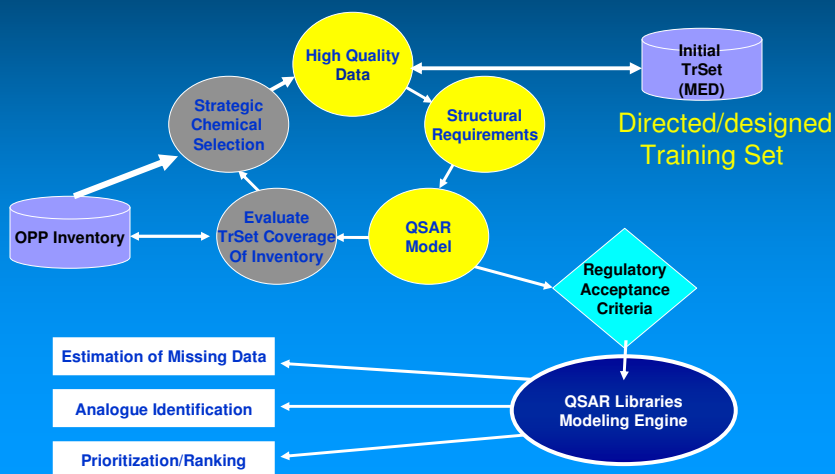 High Quality
Data
Initial
TrSet
(MED)
Strategic
Chemical
Selection
Structural
Requirements
Directed/designed
Training Set
OPP Inventory
Evaluate
TrSet Coverage
Of Inventory
QSAR
Model
Regulatory
Acceptance
Criteria
Estimation of Missing Data
Analogue Identification
Prioritization/Ranking
QSAR Libraries
Modeling Engine